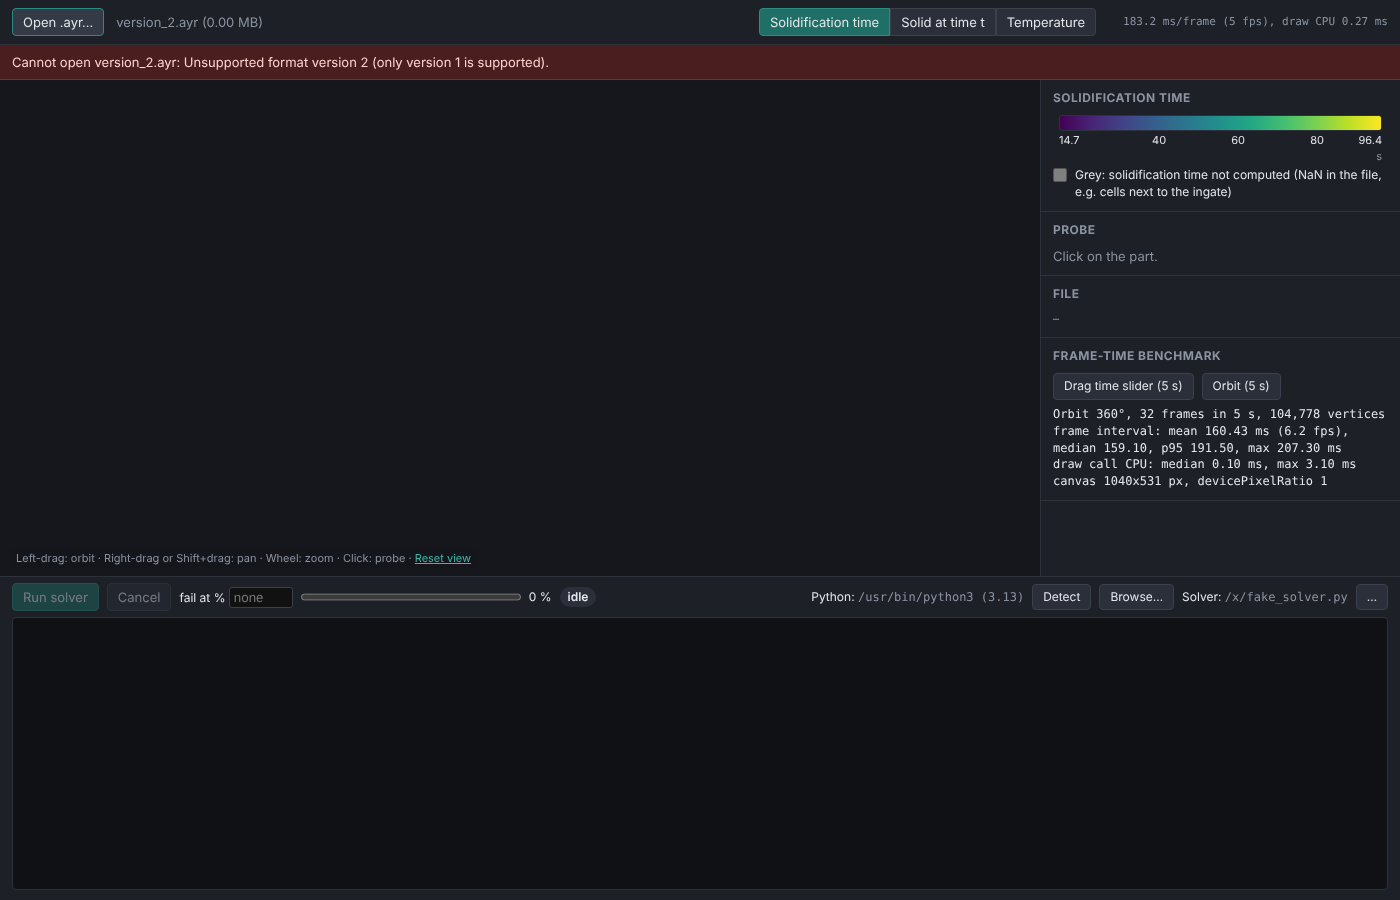 Open .ayr...
version_2.ayr (0.00 MB)
Solidification time
Solid at time t
Temperature
183.2 ms/frame (5 fps), draw CPU 0.27 ms
Cannot open version_2.ayr: Unsupported format version 2 (only version 1 is supported).
SOLIDIFICATION TIME
14.7 40 60 80 96.4
s
Grey: solidification time not computed (NaN in the file,
e.g. cells next to the ingate)
PROBE
Click on the part.
FILE
–
FRAME-TIME BENCHMARK
Drag time slider (5 s)
Orbit (5 s)
Orbit 360°, 32 frames in 5 s, 104,778 vertices
frame interval: mean 160.43 ms (6.2 fps),
median 159.10, p95 191.50, max 207.30 ms
draw call CPU: median 0.10 ms, max 3.10 ms
canvas 1040x531 px, devicePixelRatio 1
Left-drag: orbit · Right-drag or Shift+drag: pan · Wheel: zoom · Click: probe · Reset view
Run solver
Cancel
fail at % none
0 %
idle
Python: /usr/bin/python3 (3.13)
Detect
Browse...
Solver: /x/fake_solver.py
...